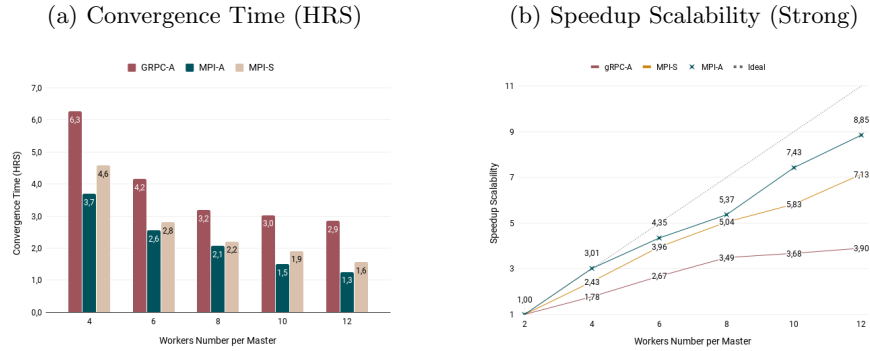 (a) Convergence Time (HRS)
GRPC-A MPI-A MPI-S
Convergence Time (HRS)
7,0
6,0
5,0
4,0
3,0
2,0
1,0
0,0
6,3 3,7 4,6
4,2 2,6 2,8
3,2 2,1 2,2
3,0 1,5 1,9
2,9 1,3 1,6
4 6 8 10 12
Workers Number per Master
(b) Speedup Scalability (Strong)
gRPC-A MPI-S MPI-A Ideal
Speedup Scalability
11
9
7
5
3
1
1,00
3,01 4,35 5,37 7,43 8,85
2,43 3,96 5,04 5,83 7,13
1,78 2,67 3,49 3,68 3,90
2 4 6 8 10 12
Workers Number per Master